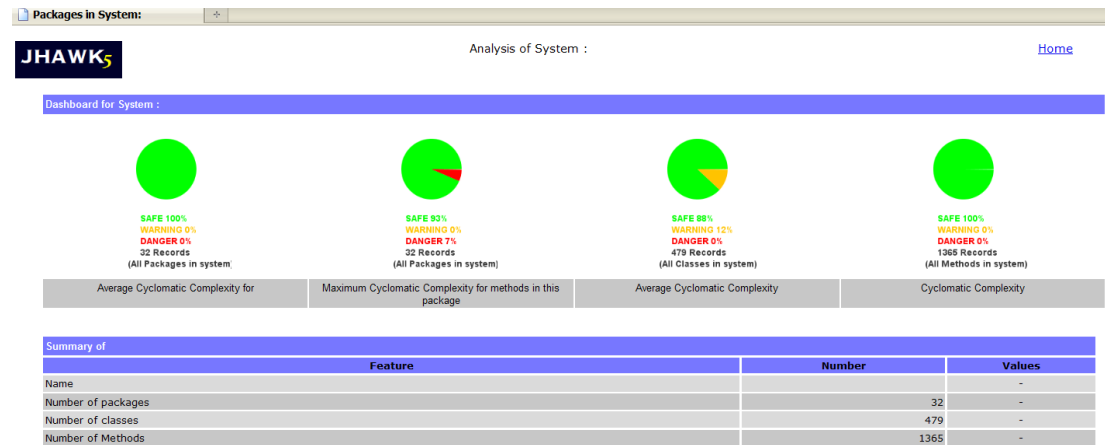 Packages in System:
JHAWK5
Analysis of System :
Home
Dashboard for System :
SAFE 100%
WARNING 0%
DANGER 0%
32 Records
(All Packages in system)
SAFE 93%
WARNING 0%
DANGER 7%
32 Records
(All Packages in system)
SAFE 88%
WARNING 12%
DANGER 0%
479 Records
(All Classes in system)
SAFE 100%
WARNING 0%
DANGER 0%
1365 Records
(All Methods in system)
Average Cyclomatic Complexity for
Maximum Cyclomatic Complexity for methods in this
package
Average Cyclomatic Complexity
Cyclomatic Complexity
Summary of
Feature Number Values
Name -
Number of packages 32 -
Number of classes 479 -
Number of Methods 1365 -